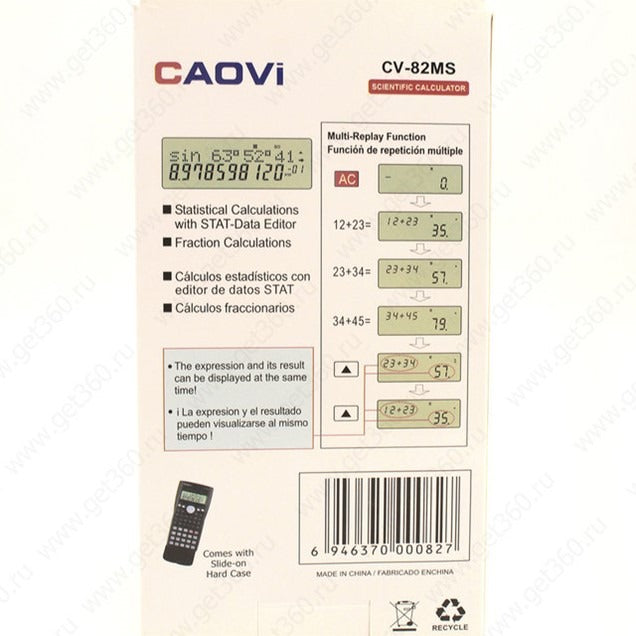 CAOVi
CV-82MS
SCIENTIFIC CALCULATOR
sin 63°52°41
8.978598120-01
Statistical Calculations
with STAT-Data Editor
Fraction Calculations
Cálculos estadísticos con
editor de datos STAT
Cálculos fraccionarios
• The expression and its result
can be displayed at the same
time!
• ¡ La expresion y el resultado
pueden visualizarse al mismo
tiempo !
Multi-Replay Function
Función de repetición múltiple
AC
0.
12+23=
12+23
35.
23+34=
23+34
57.
34+45=
34+45
79.
23+34
57.
12+23
35.
Comes with
Slide-on
Hard Case
6 946370 000827
MADE IN CHINA / FABRICADO ENCHINA
RECYCLE
www.get360.ru